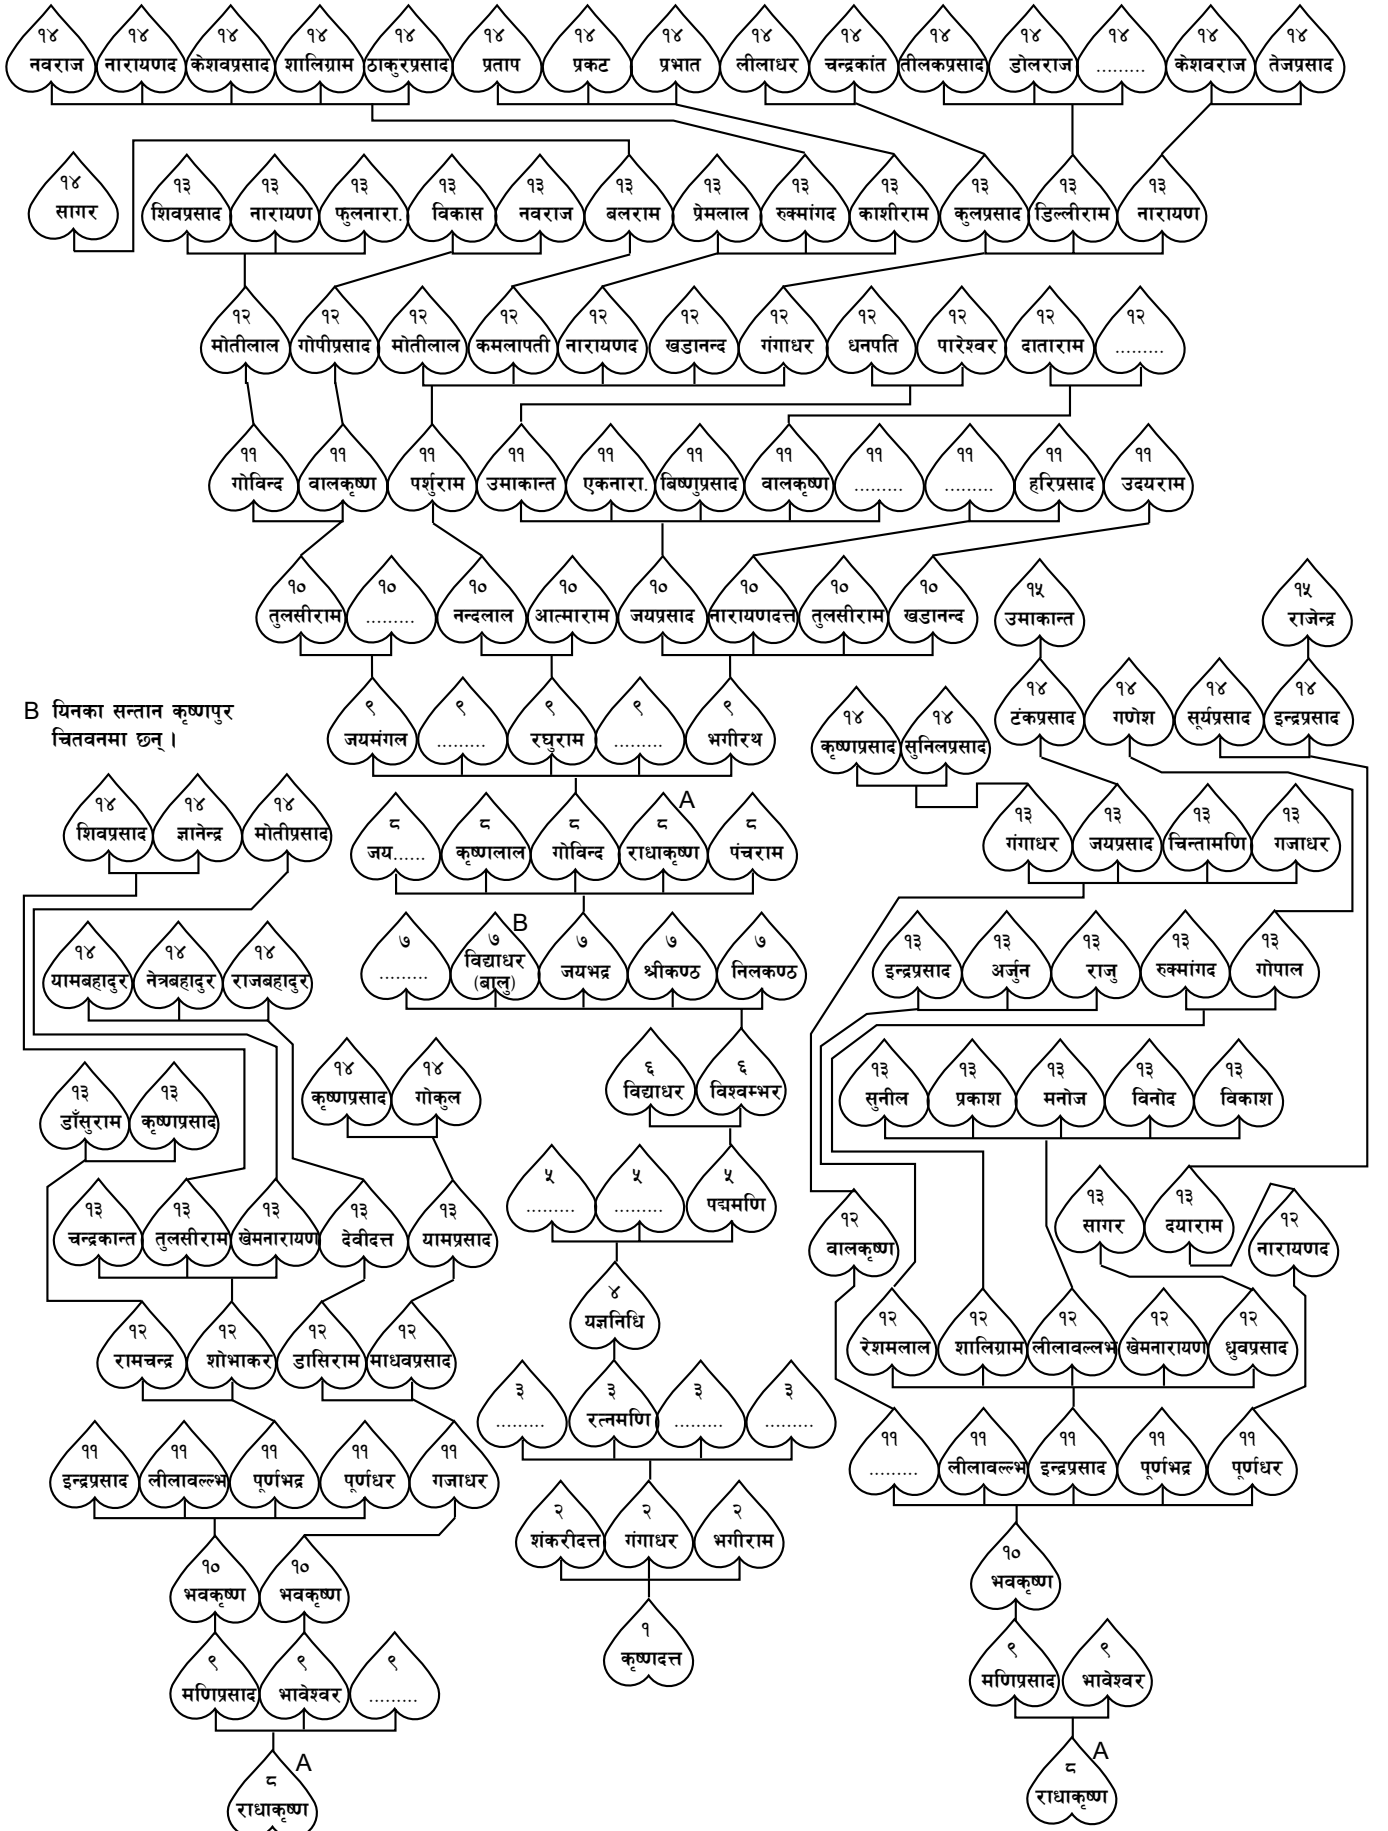 १४ १४ १४ १४ १४ १४ १४ १४ १४ १४ १४ १४ १४ १४ १४
नवराज नारायणद केशवप्रसाद शालिग्राम ठाकुरप्रसाद प्रताप प्रकट प्रभात लीलाधर चन्द्रकांत तीलकप्रसाद डोलराज ......... केशवराज तेजप्रसाद
१४ १३ १३ १३ १३ १३ १३ १३ १३ १३ १३ १३ १३
सागर शिवप्रसाद नारायण फुलनारा. विकास नवराज बलराम प्रेमलाल रुक्मांगद काशीराम कुलप्रसाद डिल्लीराम नारायण
१२ १२ १२ १२ १२ १२ १२ १२ १२ १२ १२
मोतीलाल गोपीप्रसाद मोतीलाल कमलापती नारायणद खडानन्द गंगाधर धनपति पारेश्वर दाताराम .........
११ ११ ११ ११ ११ ११ ११ ११ ११ ११ ११
गोविन्द वालकृष्ण पर्शुराम उमाकान्त एकनारा. बिष्णुप्रसाद वालकृष्ण ......... ......... हरिप्रसाद उदयराम
१० १० १० १० १० १० १० १० १५ १५
तुलसीराम ......... नन्दलाल आत्माराम जयप्रसाद नारायणदत्त तुलसीराम खडानन्द उमाकान्त राजेन्द्र
९ ९ ९ ९ ९
जयमंगल ......... रघुराम ......... भगीरथ
१४ १४ १४ १४ १४ १४
कृष्णप्रसाद सुनिलप्रसाद टंकप्रसाद गणेश सूर्यप्रसाद इन्द्रप्रसाद
B यिनका सन्तान कृष्णपुर
चितवनमा छन् ।
१४ १४ १४
शिवप्रसाद ज्ञानेन्द्र मोतीप्रसाद
A
८ ८ ८ ८ ८
जय...... कृष्णलाल गोविन्द राधाकृष्ण पंचराम
१३ १३ १३ १३
गंगाधर जयप्रसाद चिन्तामणि गजाधर
१४ १४ १४
यामबहादुर नेत्रबहादुर राजबहादुर
B
७ ७ ७ ७ ७
......... विद्याधर जयभद्र श्रीकण्ठ निलकण्ठ
(बालु)
१३ १३ १३ १३ १३
इन्द्रप्रसाद अर्जुन राजु रुक्मांगद गोपाल
१३ १३
डाँसुराम कृष्णप्रसाद
१४ १४
कृष्णप्रसाद गोकुल
६ ६
विद्याधर विश्वम्भर
१३ १३ १३ १३ १३
सुनील प्रकाश मनोज विनोद विकाश
१३ १३ १३ १३ १३
चन्द्रकान्त तुलसीराम खेमनारायण देवीदत्त यामप्रसाद
५ ५ ५
......... ......... पद्ममणि
१२ १३ १३ १२
वालकृष्ण सागर दयाराम नारायणद
४
यज्ञनिधि
१२ १२ १२ १२
रामचन्द्र शोभाकर डासिराम माधवप्रसाद
१२ १२ १२ १२ १२
रेशमलाल शालिग्राम लीलावल्लभ खेमनारायण ध्रुवप्रसाद
३ ३ ३ ३
......... रत्नमणि ......... .........
११ ११ ११ ११ ११
इन्द्रप्रसाद लीलावल्ल्भ पूर्णभद्र पूर्णधर गजाधर
११ ११ ११ ११ ११
......... लीलावल्ल्भ इन्द्रप्रसाद पूर्णभद्र पूर्णधर
२ २ २
शंकरीदत्त गंगाधर भगीराम
१० १०
भवकृष्ण भवकृष्ण
१०
भवकृष्ण
१
कृष्णदत्त
९ ९ ९
मणिप्रसाद भावेश्वर .........
९ ९
मणिप्रसाद भावेश्वर
A
८
राधाकृष्ण
A
८
राधाकृष्ण